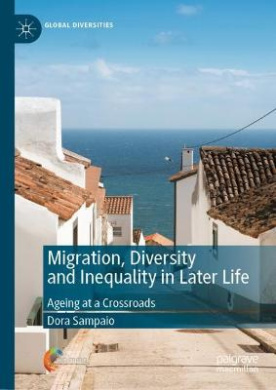 GLOBAL DIVERSITIES
Migration, Diversity
and Inequality in Later Life
Ageing at a Crossroads
Dora Sampaio
palgrave
macmillan